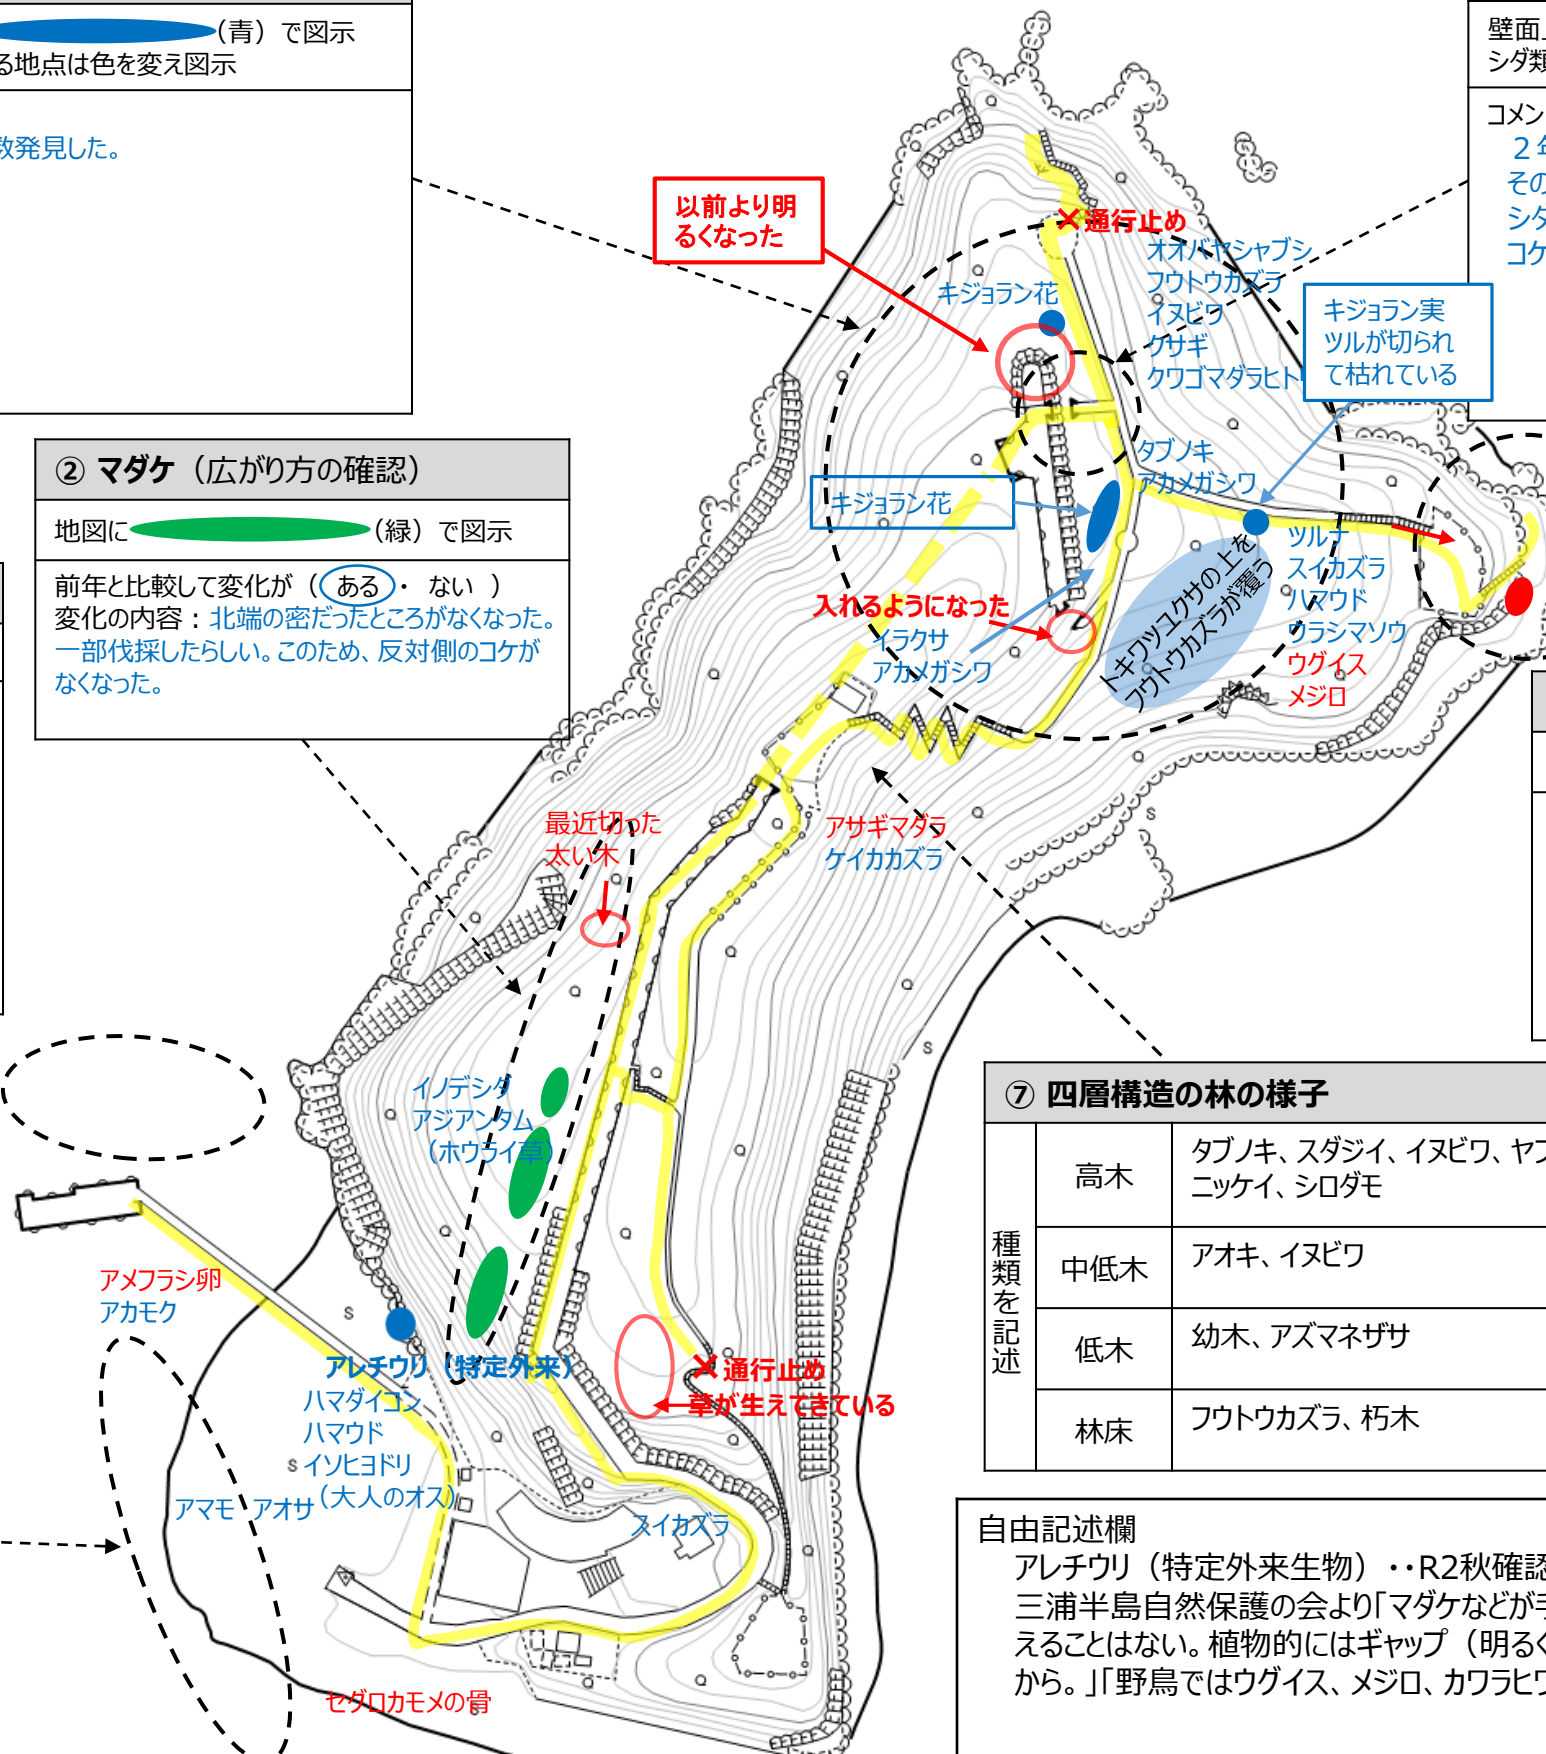 (青) で図示
る地点は色を変え図示
数発見した。
壁面
シダ類
コメン
２年
その
シダ
コケ
以前より明
るくなった
×通行止め
オオバヤシャブシ
フウトウカズラ
イヌビワ
クサギ
クワゴマダラヒト
キジョラン花
キジョラン実
ツルが切られ
て枯れている
② マダケ（広がり方の確認）
地図に (緑) で図示
前年と比較して変化が（ ある ・ ない ）
変化の内容：北端の密だったところがなくなった。
一部伐採したらしい。このため、反対側のコケが
なくなった。
タブノキ
アカメガシワ
キジョラン花
入れるようになった
イラクサ
アカメガシワ
トキワツユクサの上を
フウトウカズラが覆う
ツルナ
スイカズラ
ハマウド
ウラシマソウ
ウグイス
メジロ
最近切った
太い木
アサギマダラ
ケイカカズラ
イノデシダ
アジアンタム
（ホウライ草）
⑦ 四層構造の林の様子
種類を記述
高木
タブノキ、スダジイ、イヌビワ、ヤブ
ニッケイ、シロダモ
中低木
アオキ、イヌビワ
低木
幼木、アズマネザサ
林床
フウトウカズラ、朽木
アメフラシ卵
アカモク
アレチウリ（特定外来）
ハマダイコン
ハマウド
イソヒヨドリ
（大人のオス）
アマモ アオサ
×通行止め
草が生えてきている
スイカズラ
セグロカモメの骨
自由記述欄
アレチウリ（特定外来生物）・・R2秋確認
三浦半島自然保護の会より「マダケなどが手
えることはない。植物的にはギャップ（明るく
から。」「野鳥ではウグイス、メジロ、カワラヒワ